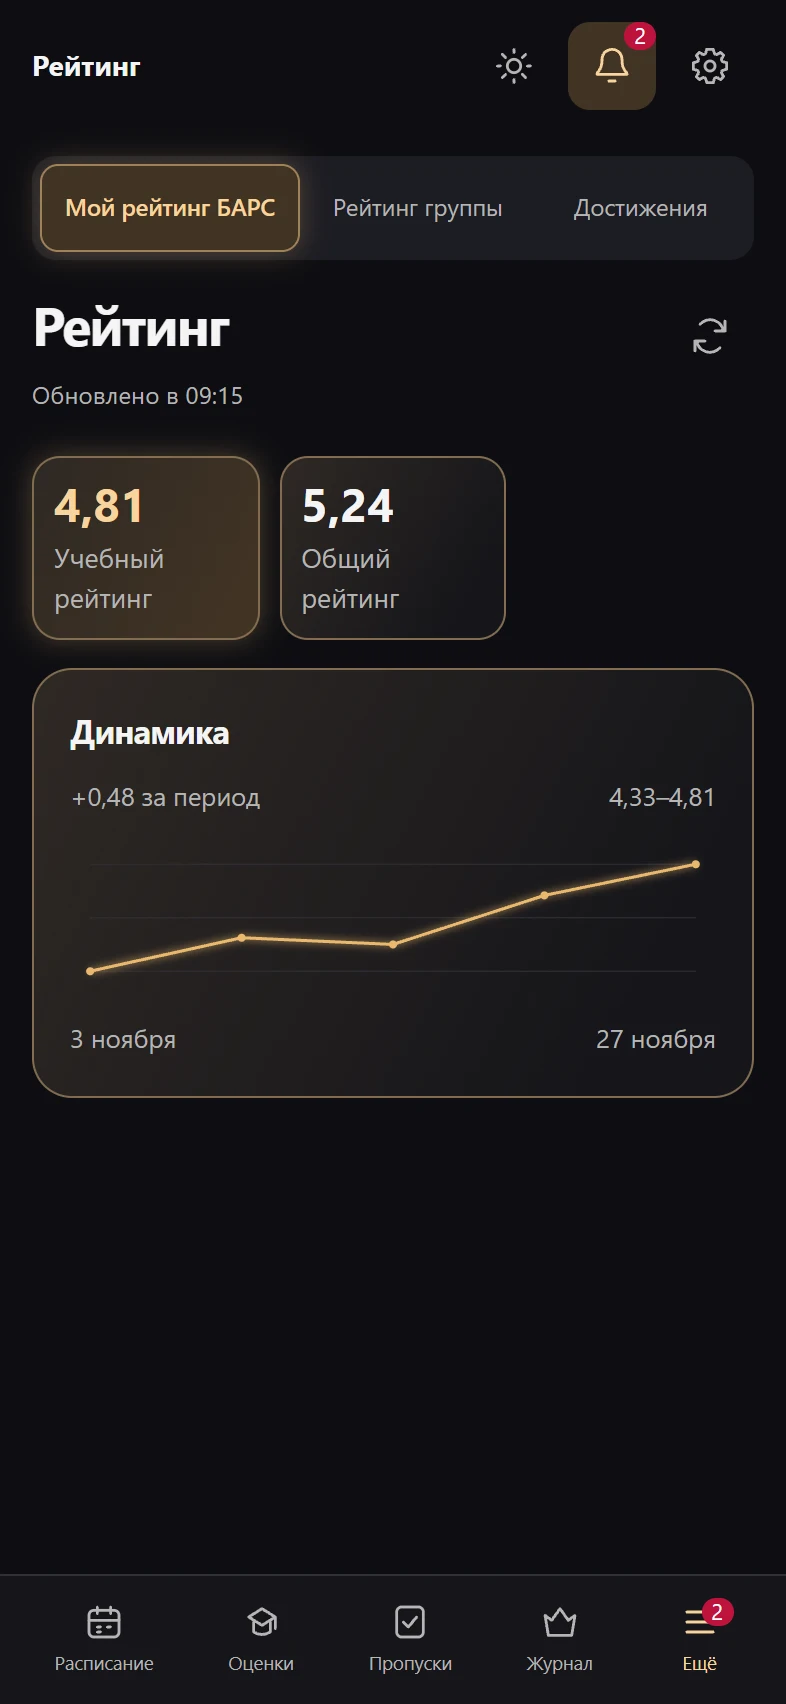 Рейтинг
2
Мой рейтинг БАРС
Рейтинг группы
Достижения
Рейтинг
Обновлено в 09:15
4,81
Учебный
рейтинг
5,24
Общий
рейтинг
Динамика
+0,48 за период
4,33–4,81
3 ноября
27 ноября
2
Расписание
Оценки
Пропуски
Журнал
Ещё